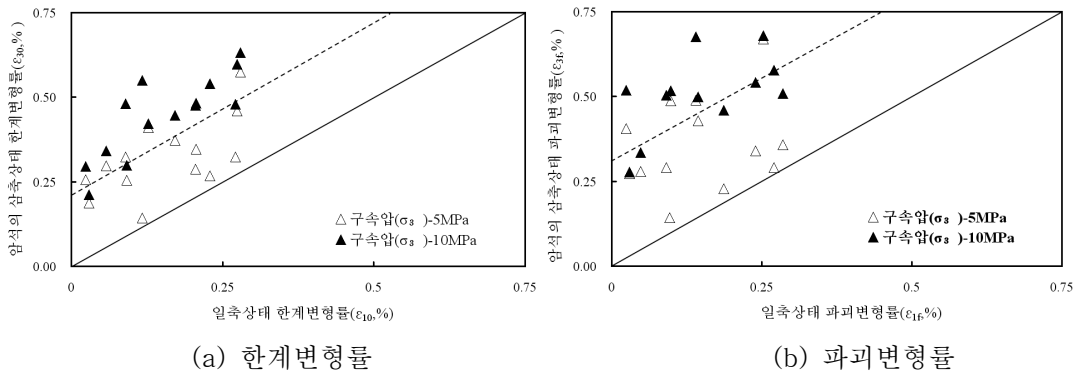 0.75
0.50
0.25
0.00
암석의 삼축상태 한계변형률(ε₃₀,%)
△ 구속압(σ₃ )-5MPa
▲ 구속압(σ₃ )-10MPa
0 0.25 0.5 0.75
일축상태 한계변형률(ε₁₀,%)
(a) 한계변형률
0.75
0.50
0.25
0.00
암석의 삼축상태 파괴변형률(ε₃f,%)
△ 구속압(σ₃ )-5MPa
▲ 구속압(σ₃ )-10MPa
0 0.25 0.5 0.75
일축상태 파괴변형률(ε₁f,%)
(b) 파괴변형률